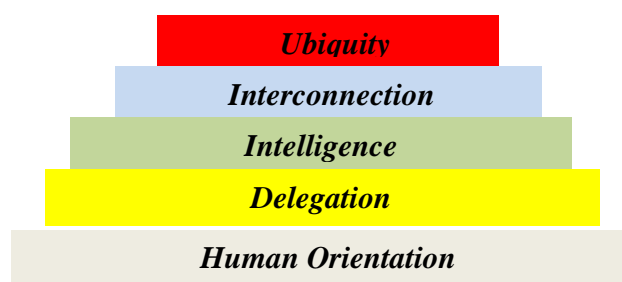 Ubiquity
Interconnection
Intelligence
Delegation
Human Orientation